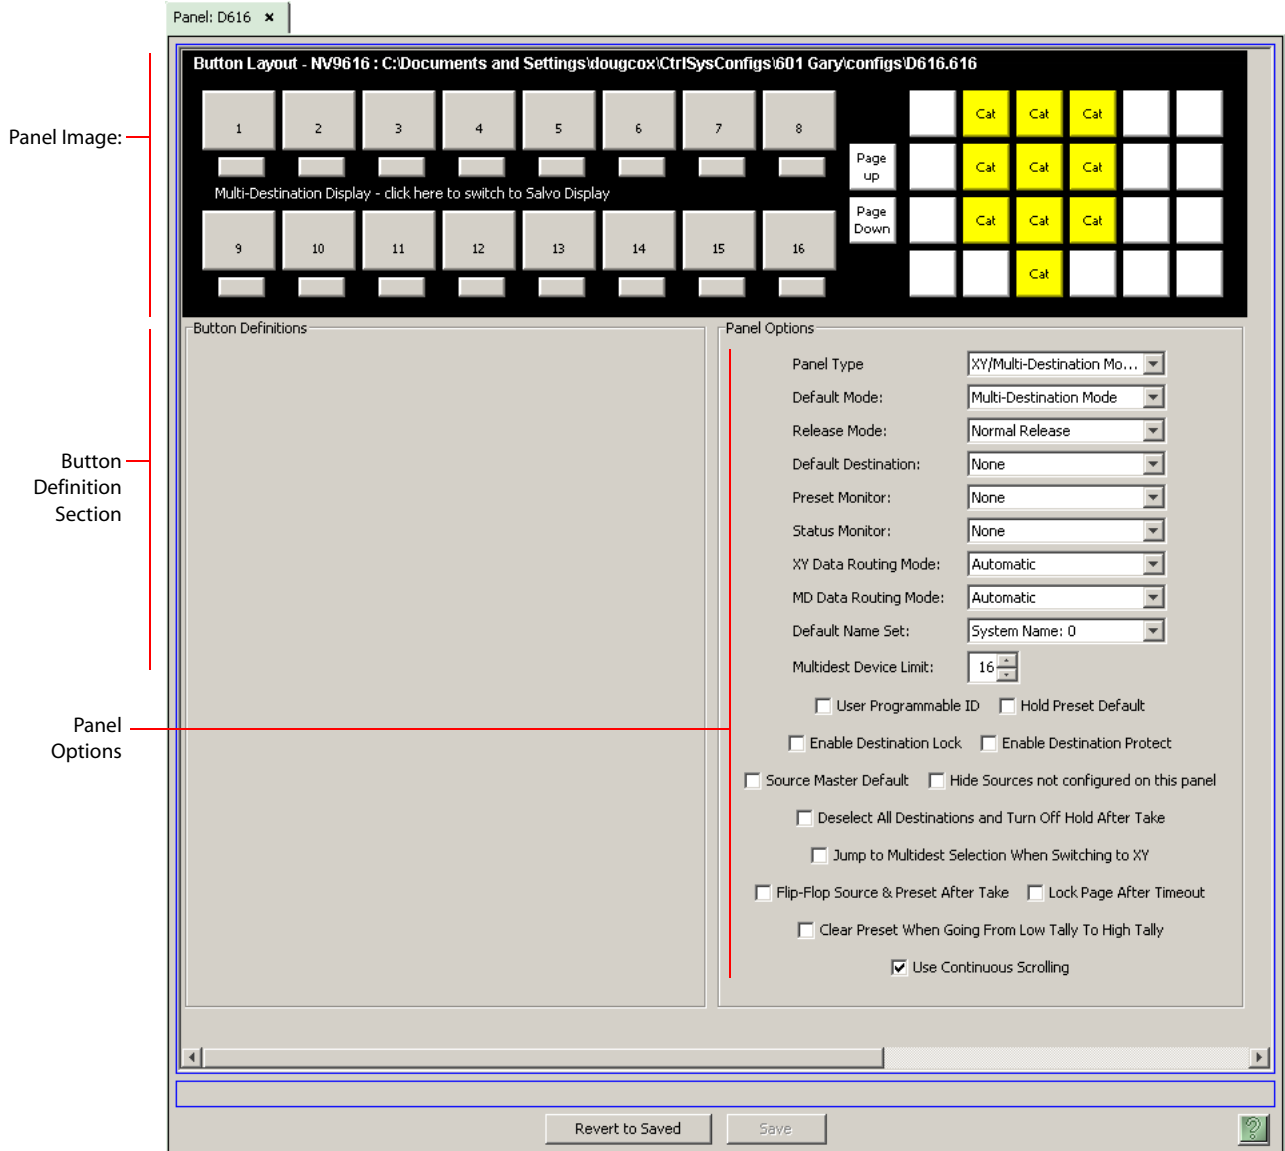 Panel: D616 ×
Button Layout - NV9616 : C:\Documents and Settings\dougcox\CtrlSysConfigs\601 Gary\configs\D616.616
Panel Image:
1 2 3 4 5 6 7 8
Cat Cat Cat
Page up
Cat Cat Cat
Multi-Destination Display - click here to switch to Salvo Display
Page Down
Cat Cat Cat
9 10 11 12 13 14 15 16
Cat
Button Definitions
Panel Options
Button
Definition
Section
Panel Type XY/Multi-Destination Mo...
Default Mode: Multi-Destination Mode
Release Mode: Normal Release
Default Destination: None
Preset Monitor: None
Status Monitor: None
XY Data Routing Mode: Automatic
MD Data Routing Mode: Automatic
Default Name Set: System Name: 0
Multidest Device Limit: 16
Panel
Options
User Programmable ID Hold Preset Default
Enable Destination Lock Enable Destination Protect
Source Master Default Hide Sources not configured on this panel
Deselect All Destinations and Turn Off Hold After Take
Jump to Multidest Selection When Switching to XY
Flip-Flop Source & Preset After Take Lock Page After Timeout
Clear Preset When Going From Low Tally To High Tally
Use Continuous Scrolling
Revert to Saved Save ?